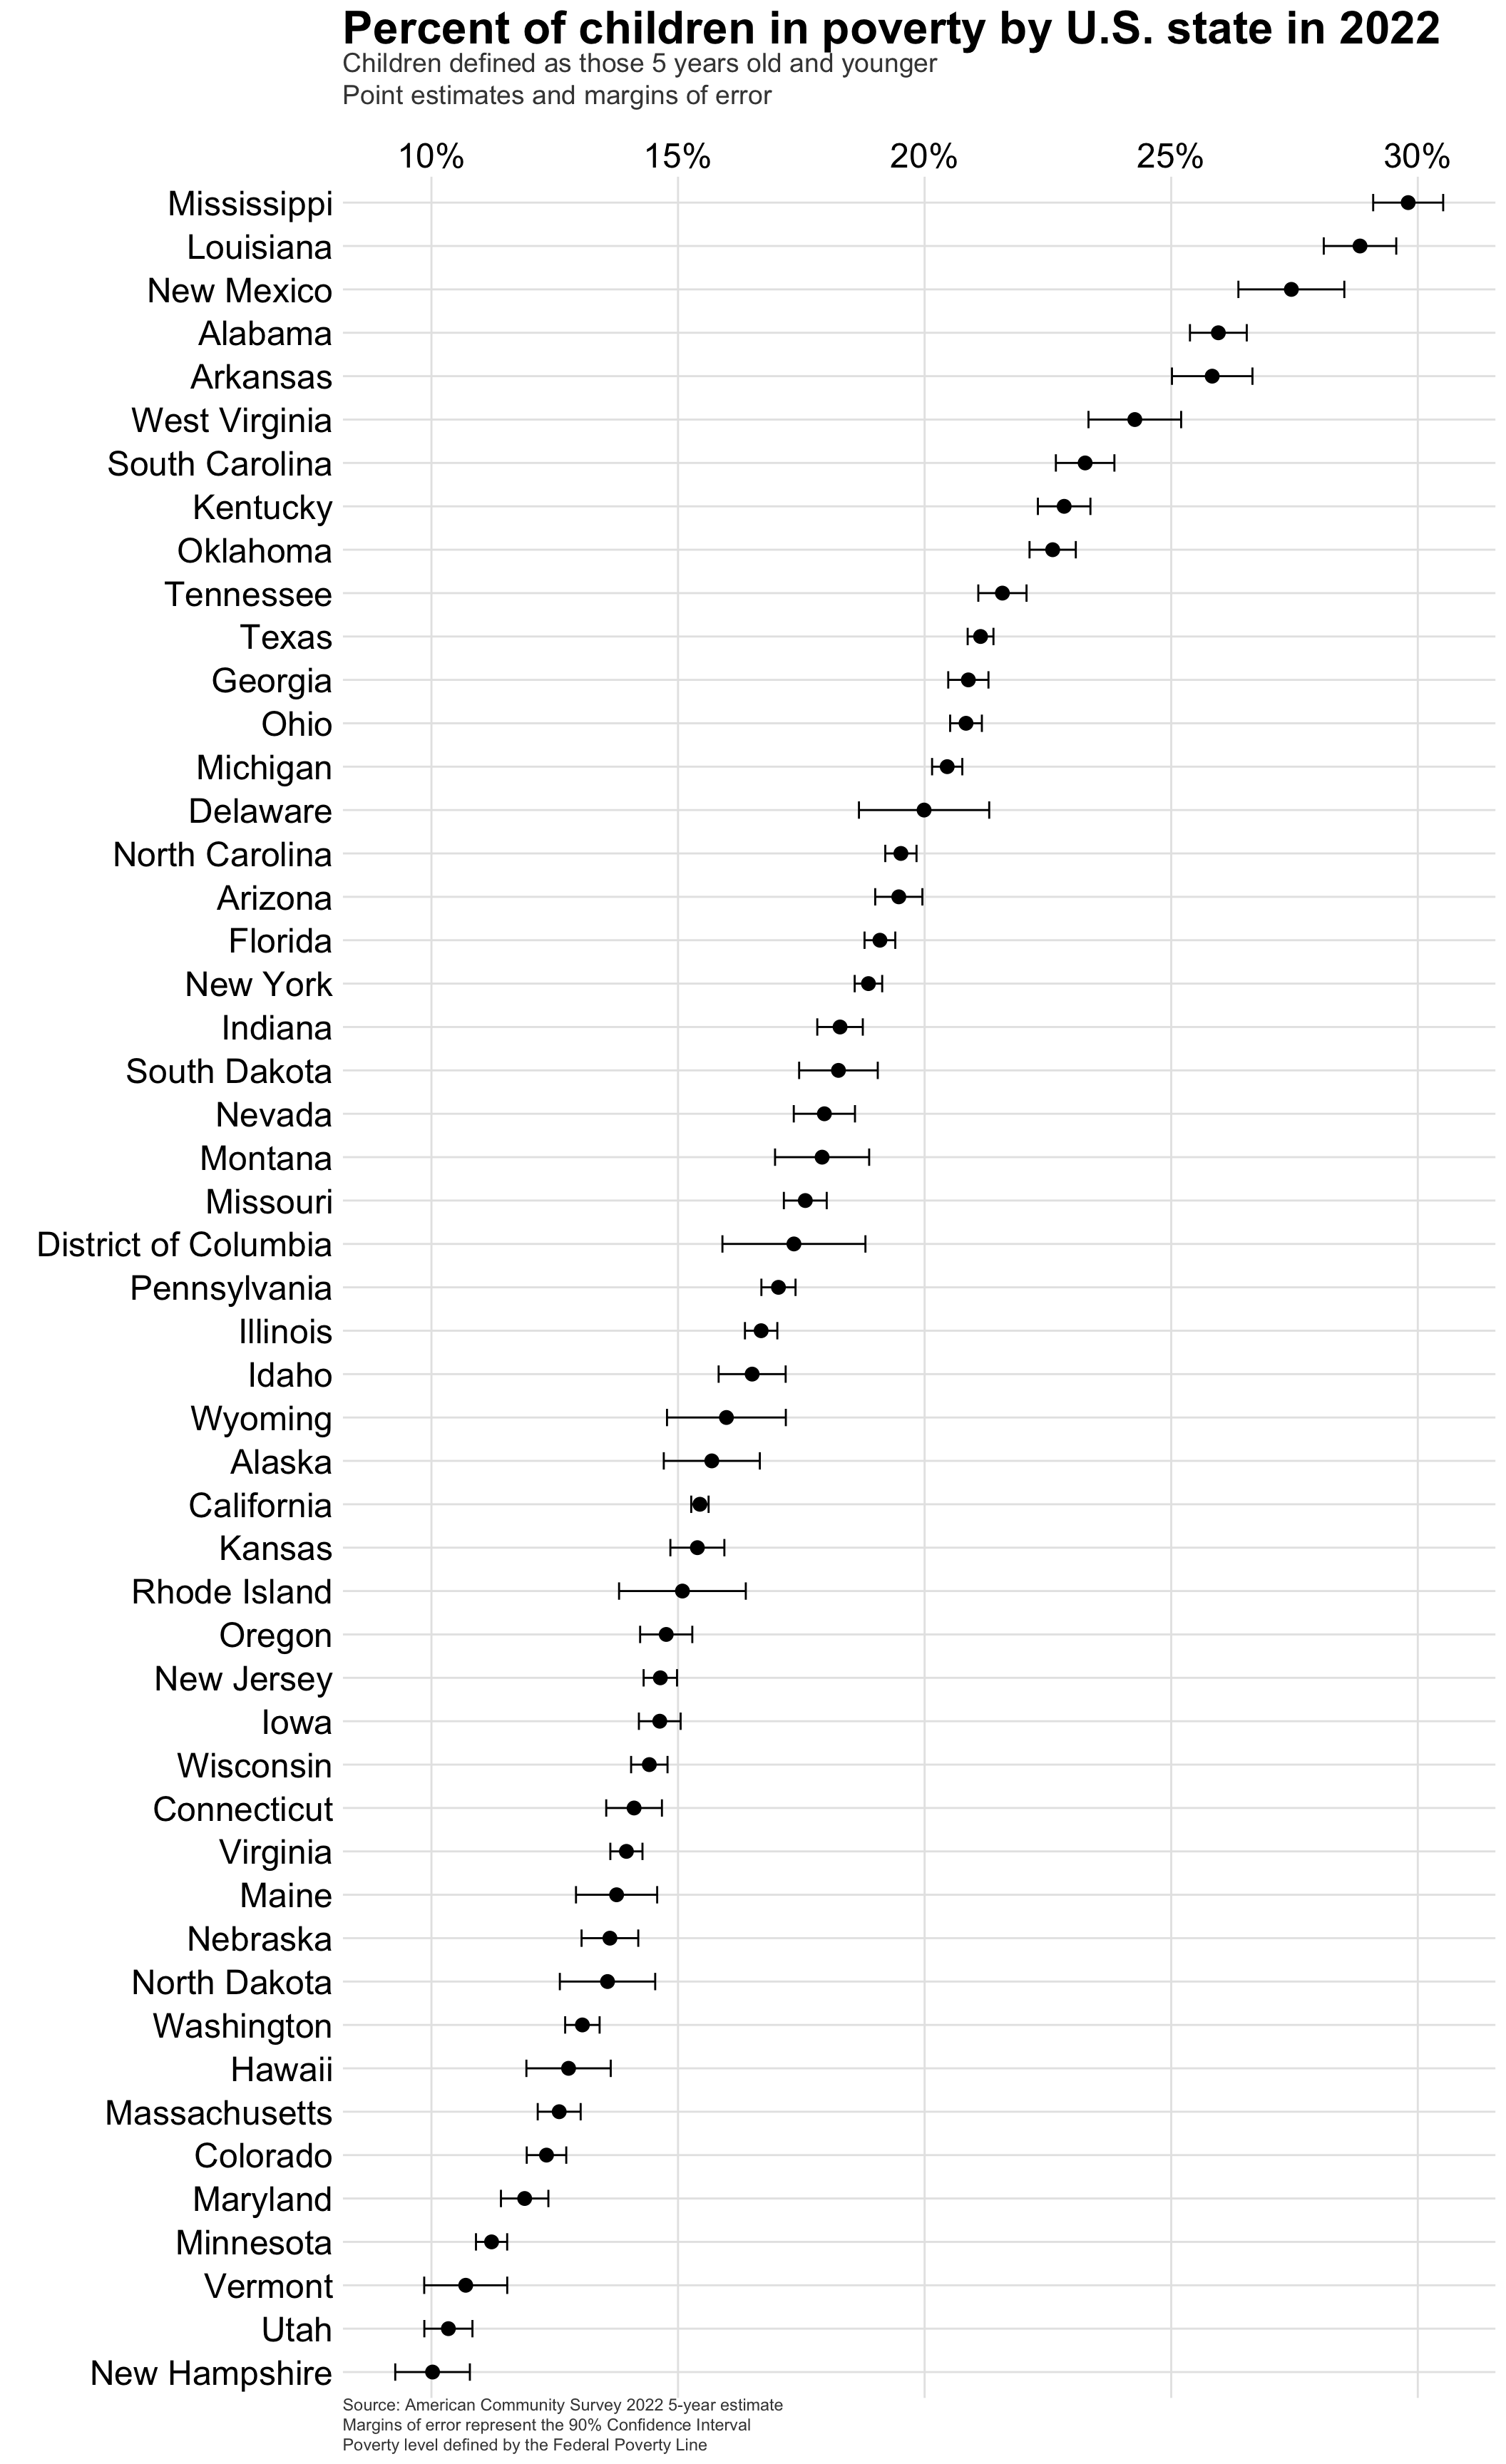 Percent of children in poverty by U.S. state in 2022
Children defined as those 5 years old and younger
Point estimates and margins of error
10% 15% 20% 25% 30%
Mississippi
Louisiana
New Mexico
Alabama
Arkansas
West Virginia
South Carolina
Kentucky
Oklahoma
Tennessee
Texas
Georgia
Ohio
Michigan
Delaware
North Carolina
Arizona
Florida
New York
Indiana
South Dakota
Nevada
Montana
Missouri
District of Columbia
Pennsylvania
Illinois
Idaho
Wyoming
Alaska
California
Kansas
Rhode Island
Oregon
New Jersey
Iowa
Wisconsin
Connecticut
Virginia
Maine
Nebraska
North Dakota
Washington
Hawaii
Massachusetts
Colorado
Maryland
Minnesota
Vermont
Utah
New Hampshire
Source: American Community Survey 2022 5-year estimate
Margins of error represent the 90% Confidence Interval
Poverty level defined by the Federal Poverty Line